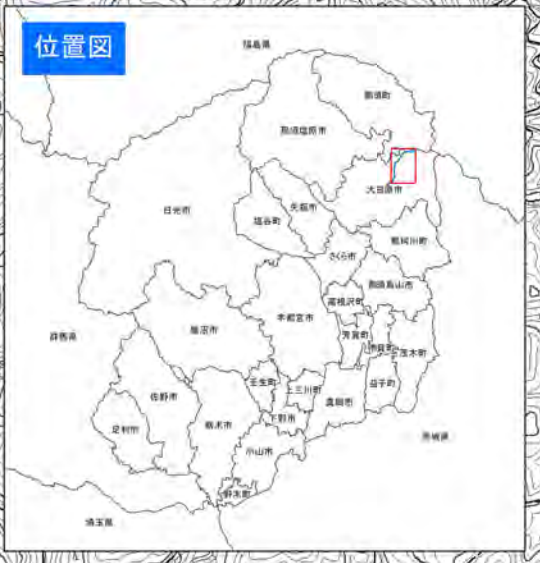 位置図
福島県
那須町
那須塩原市
大田原市
日光市
矢板市
塩谷町
那珂川町
さくら市
那須烏山市
高根沢町
宇都宮市
鹿沼市
芳賀町
市貝町
茂木町
群馬県
壬生町
上三川町
真岡市
益子町
佐野市
栃木市
下野市
足利市
小山市
茨城県
野木町
埼玉県